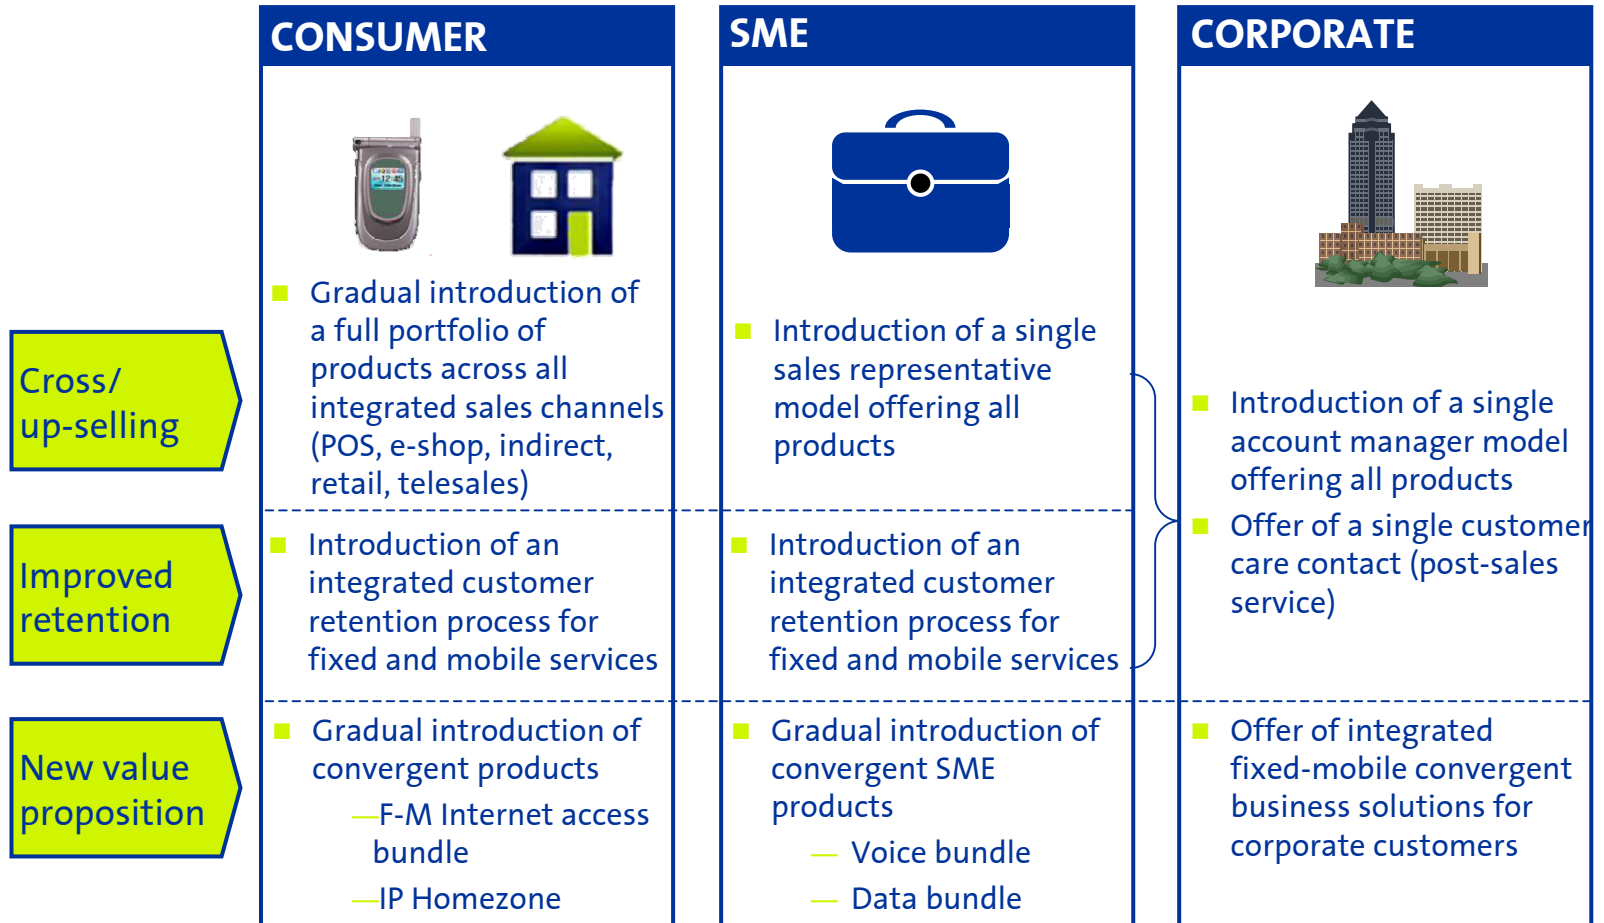 CONSUMER
SME
CORPORATE
12:45
Cross/
up-selling
Gradual introduction of
a full portfolio of
products across all
integrated sales channels
(POS, e-shop, indirect,
retail, telesales)
Introduction of a single
sales representative
model offering all
products
Introduction of a single
account manager model
offering all products
Offer of a single customer
care contact (post-sales
service)
Improved
retention
Introduction of an
integrated customer
retention process for
fixed and mobile services
Introduction of an
integrated customer
retention process for
fixed and mobile services
New value
proposition
Gradual introduction of
convergent products
—F-M Internet access
bundle
—IP Homezone
Gradual introduction of
convergent SME
products
— Voice bundle
— Data bundle
Offer of integrated
fixed-mobile convergent
business solutions for
corporate customers